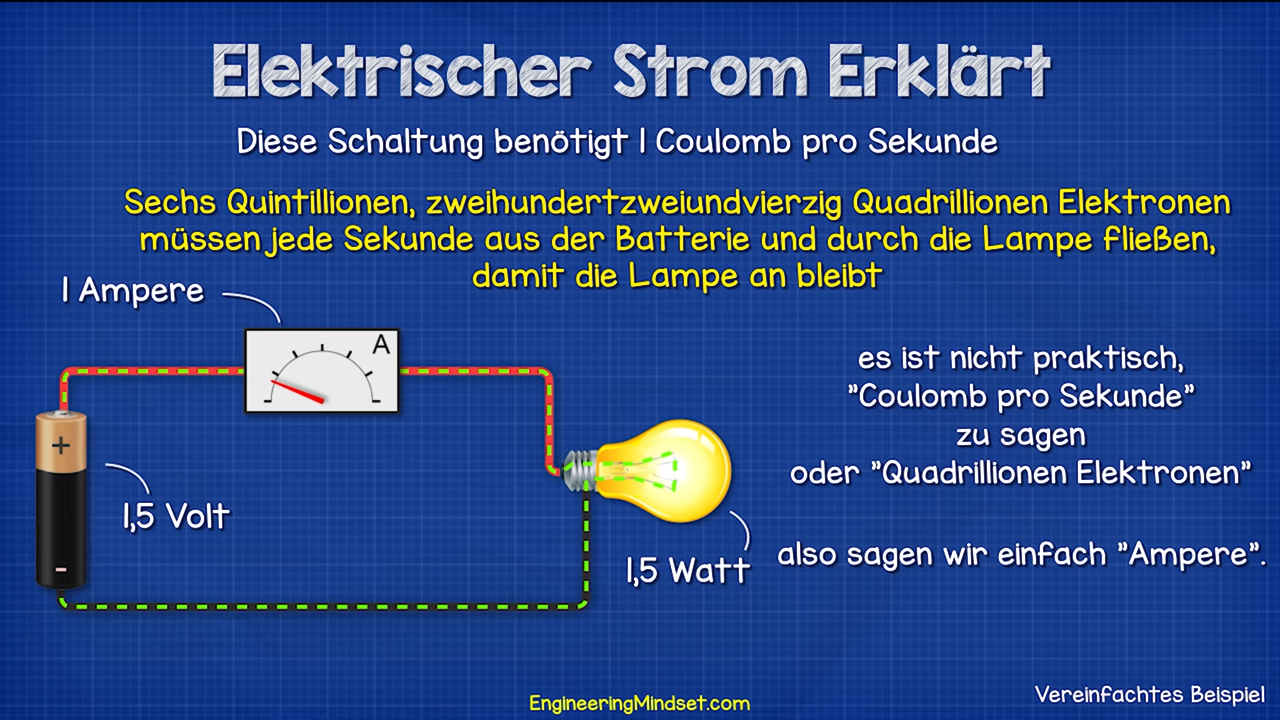 Elektrischer Strom Erklärt
Diese Schaltung benötigt 1 Coulomb pro Sekunde
Sechs Quintillionen, zweihundertzweiundvierzig Quadrillionen Elektronen
müssen jede Sekunde aus der Batterie und durch die Lampe fließen,
damit die Lampe an bleibt
1 Ampere
A
es ist nicht praktisch,
"Coulomb pro Sekunde"
zu sagen
oder "Quadrillionen Elektronen"
+
1,5 Volt
-
1,5 Watt
also sagen wir einfach "Ampere".
Vereinfachtes Beispiel
EngineeringMindset.com